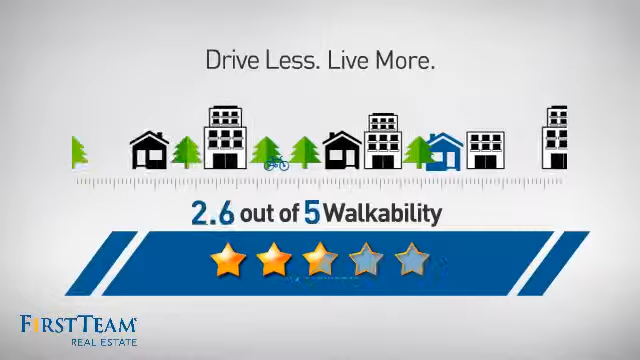 Drive Less. Live More.
2.6 out of 5 Walkability
FIRSTTEAM®
REAL ESTATE